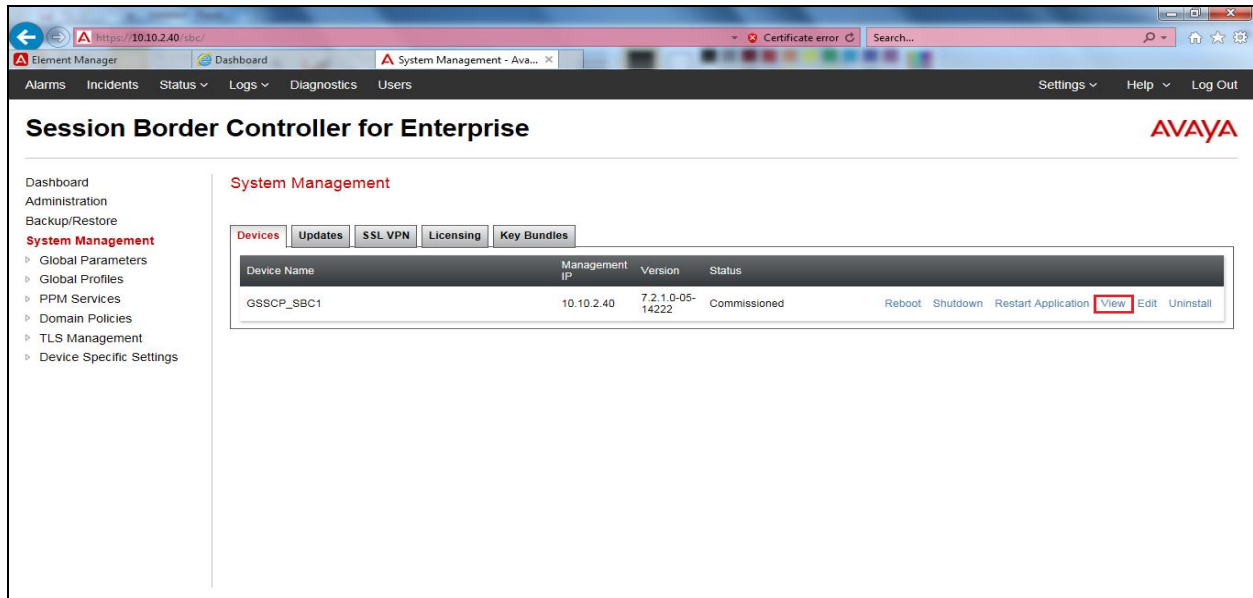 https://10.10.2.40/sbc/ Certificate error Search...
Element Manager Dashboard System Management - Ava...
Alarms Incidents Status Logs Diagnostics Users Settings Help Log Out
Session Border Controller for Enterprise AVAYA
Dashboard
Administration
Backup/Restore
System Management
Global Parameters
Global Profiles
PPM Services
Domain Policies
TLS Management
Device Specific Settings
System Management
Devices Updates SSL VPN Licensing Key Bundles
Device Name Management IP Version Status
GSSCP_SBC1 10.10.2.40 7.2.1.0-05-14222 Commissioned Reboot Shutdown Restart Application View Edit Uninstall